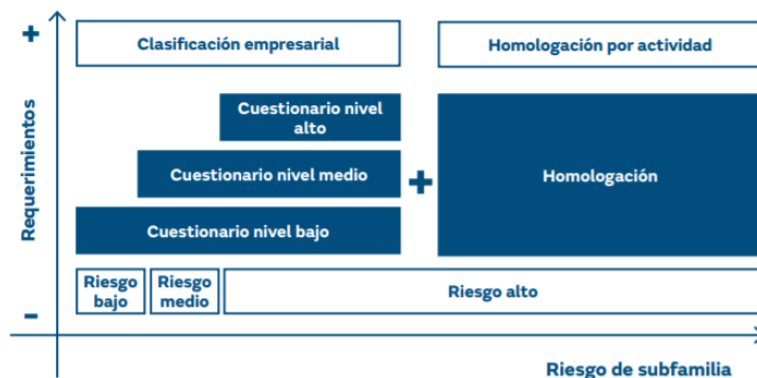 +
Clasificación empresarial
Homologación por actividad
Requerimientos
Cuestionario nivel
alto
Cuestionario nivel medio
+
Homologación
Cuestionario nivel bajo
Riesgo
bajo
Riesgo
medio
Riesgo alto
-
Riesgo de subfamilia